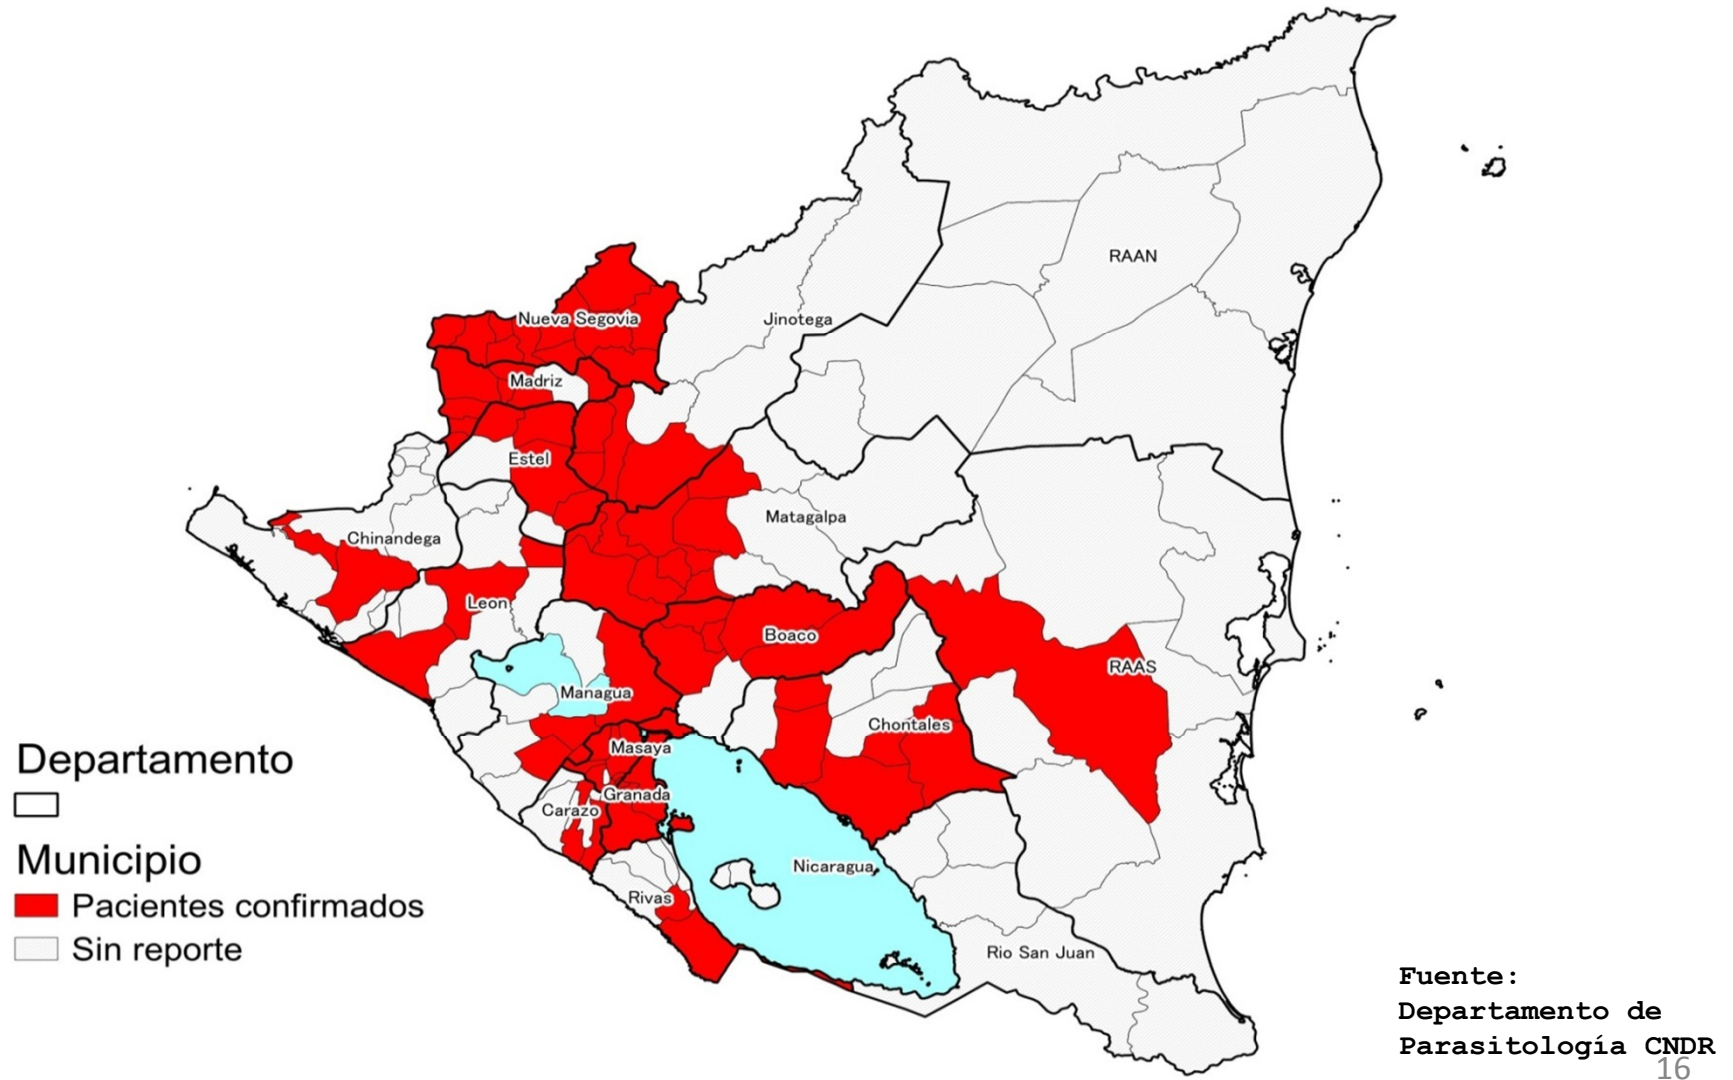 RAAN
Nueva Segovia
Jinotega
Madriz
Estel
Matagalpa
Chinandega
Leon
Boaco
RAAS
Managua
Chontales
Masaya
Granada
Carazo
Nicaragua
Rivas
Rio San Juan
Departamento
Municipio
Pacientes confirmados
Sin reporte
Fuente:
Departamento de
Parasitología CNDR
16